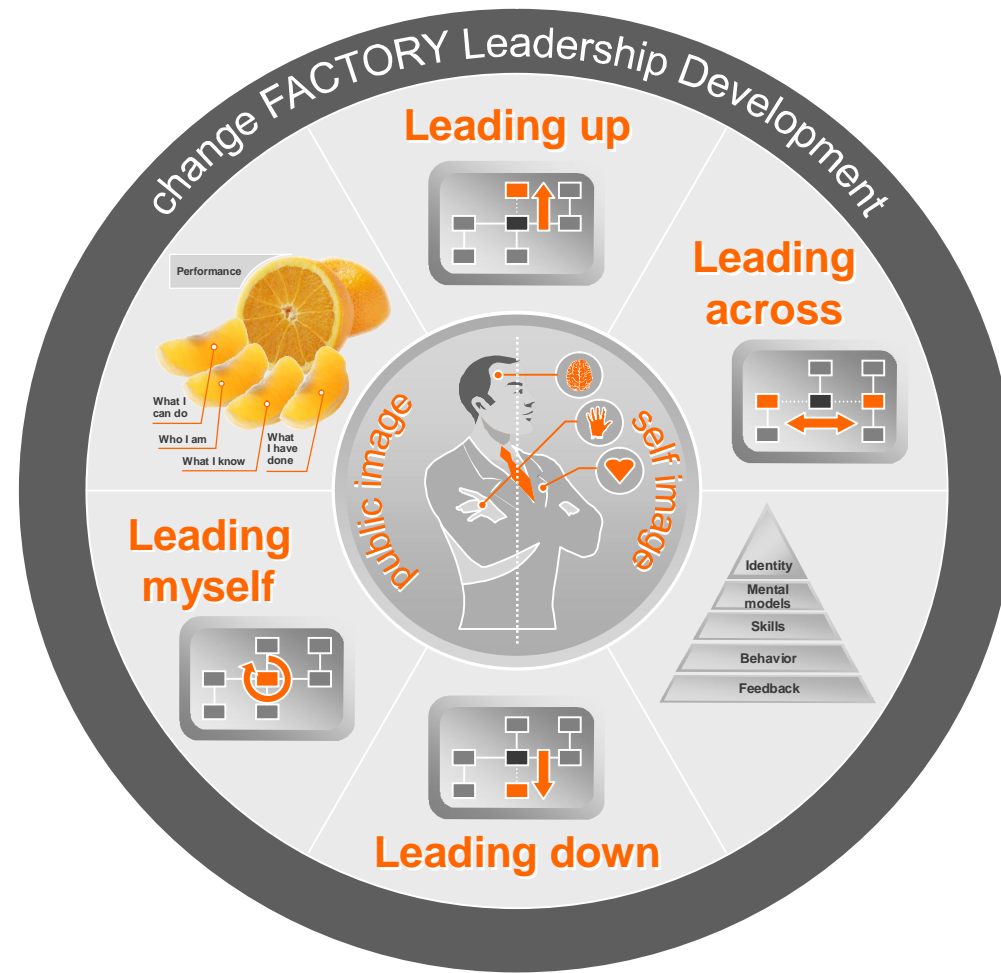 change FACTORY Leadership Development
Leading up
Leading
across
Performance
What I
can do
Who I am
What I know
What
I have
done
public image
self image
Leading
myself
Identity
Mental
models
Skills
Behavior
Feedback
Leading down